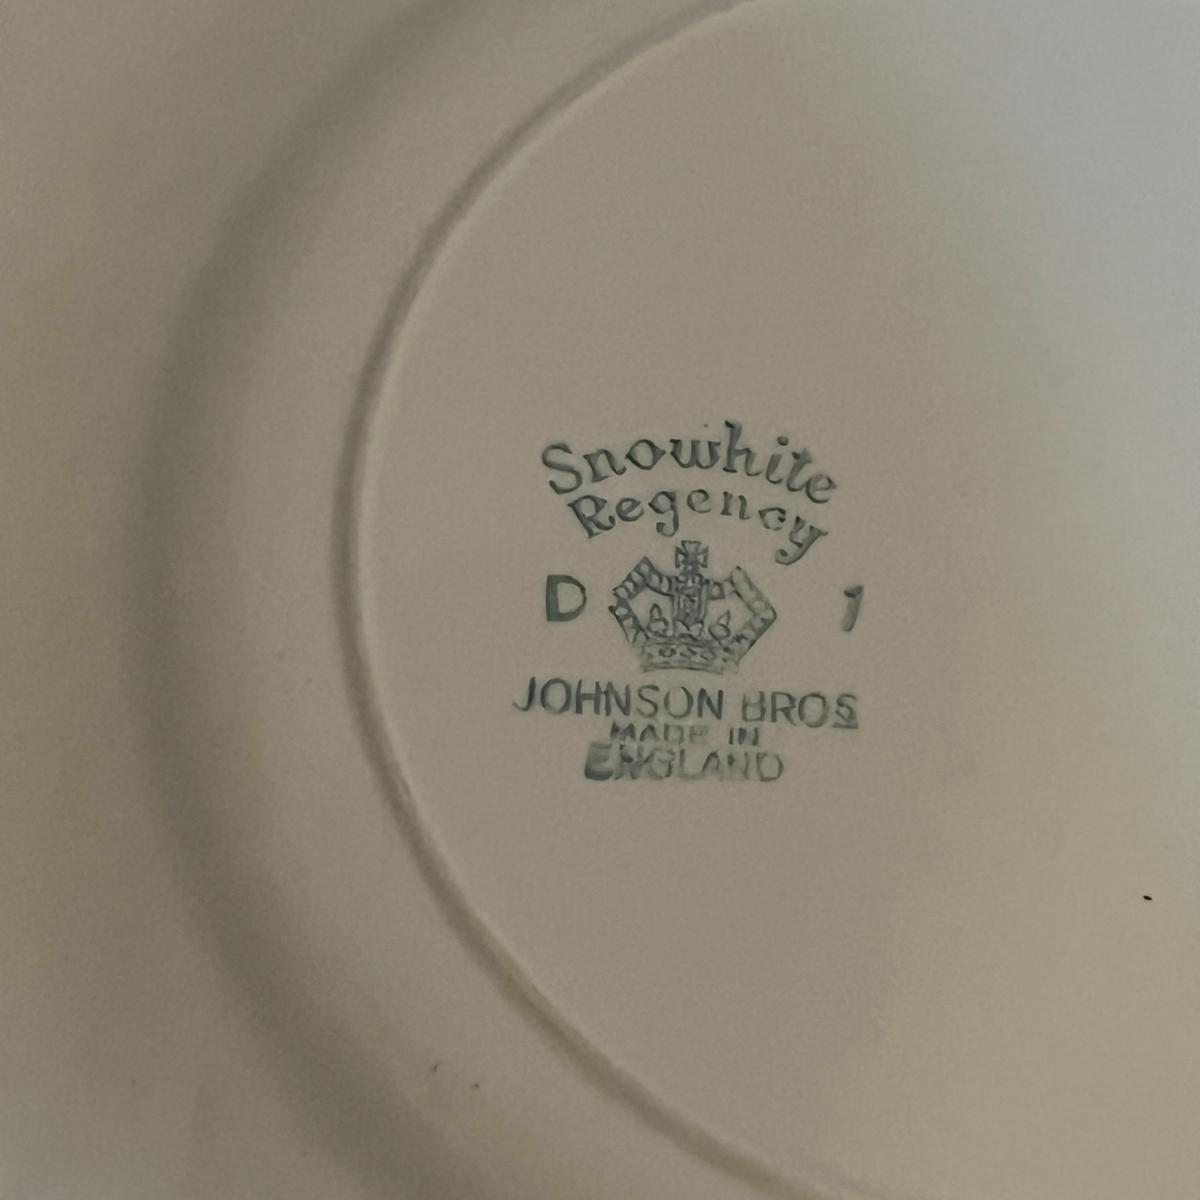 Snowhite
Regency
D 1
JOHNSON BROS
MADE IN
ENGLAND